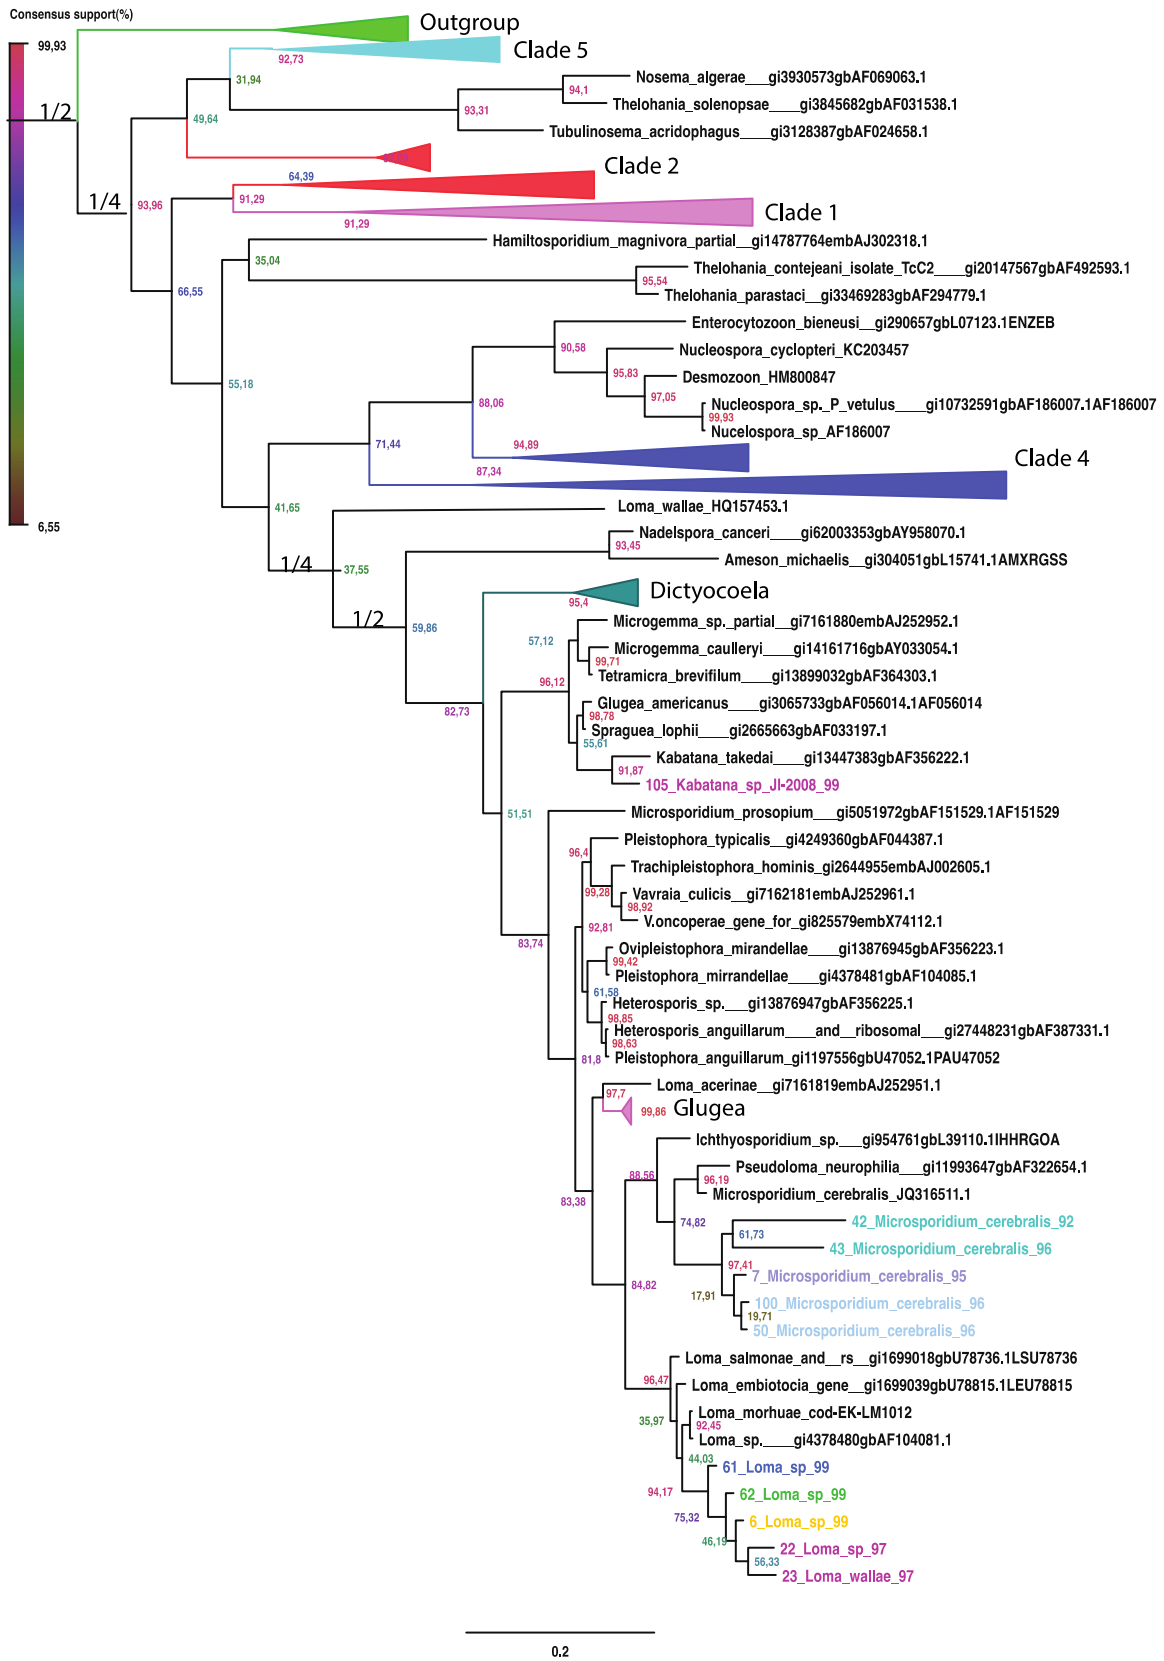 Consensus support(%)
99,93
6,55
Outgroup
1/2
Clade 5
92,73
31,94
Nosema_algerae___gi3930573gbAF069063.1
94,1
Thelohania_solenopsae____gi3845682gbAF031538.1
93,31
Tubulinosema_acridophagus____gi3128387gbAF024658.1
49,64
Clade 2
64,39
1/4
93,96
91,29
Clade 1
91,29
Hamiltosporidium_magnivora_partial__gi14787764embAJ302318.1
35,04
Thelohania_contejeani_isolate_TcC2____gi20147567gbAF492593.1
95,54
Thelohania_parastaci__gi33469283gbAF294779.1
66,55
Enterocytozoon_bieneusi__gi290657gbL07123.1ENZEB
90,58
Nucleospora_cyclopteri_KC203457
95,83
Desmozoon_HM800847
55,18
97,05
88,06
Nucleospora_sp._P_vetulus____gi10732591gbAF186007.1AF186007
99,93
Nucelospora_sp_AF186007
71,44
94,89
Clade 4
87,34
41,65
Loma_wallae_HQ157453.1
Nadelspora_canceri___gi62003353gbAY958070.1
93,45
Ameson_michaelis__gi304051gbL15741.1AMXRGSS
1/4
37,55
Dictyocoela
95,4
1/2
59,86
Microgemma_sp._partial__gi7161880embAJ252952.1
57,12
Microgemma_caulleryi__gi14161716gbAY033054.1
99,71
Tetramicra_brevifilum____gi13899032gbAF364303.1
96,12
82,73
Glugea_americanus__gi3065733gbAF056014.1AF056014
98,78
Spraguea_lophii____gi2665663gbAF033197.1
55,61
Kabatana_takedai____gi13447383gbAF356222.1
91,87
105_Kabatana_sp_JI-2008_99
51,51
Microsporidium_prosopium___gi5051972gbAF151529.1AF151529
Pleistophora_typicalis__gi4249360gbAF044387.1
96,4
Trachipleistophora_hominis_gi2644955embAJ002605.1
99,28
Vavraia_culicis__gi7162181embAJ252961.1
98,92
V.oncoperae_gene_for_gi825579embX74112.1
92,81
83,74
Ovipleistophora_mirandellae____gi13876945gbAF356223.1
99,42
Pleistophora_mirrandellae__gi4378481gbAF104085.1
61,58
Heterosporis_sp.___gi13876947gbAF356225.1
98,85
Heterosporis_anguillarum____and__ribosomal___gi27448231gbAF387331.1
98,63
Pleistophora_anguillarum_gi1197556gbU47052.1PAU47052
81,8
Loma_acerinae__gi7161819embAJ252951.1
97,7
Glugea
99,86
Ichthyosporidium_sp.___gi954761gbL39110.1IHHRGOA
88,56
Pseudoloma_neurophilia___gi11993647gbAF322654.1
96,19
Microsporidium_cerebralis_JQ316511.1
83,38
74,82
42_Microsporidium_cerebralis_92
61,73
43_Microsporidium_cerebralis_96
97,41
7_Microsporidium_cerebralis_95
84,82
17,91
100_Microsporidium_cerebralis_96
19,71
50_Microsporidium_cerebralis_96
Loma_salmonae_and__rs__gi1699018gbU78736.1LSU78736
96,47
Loma_embiotocia_gene__gi1699039gbU78815.1LEU78815
35,97
Loma_morhuae_cod-EK-LM1012
92,45
Loma_sp.____gi4378480gbAF104081.1
44,03
61_Loma_sp_99
94,17
62_Loma_sp_99
75,32
6_Loma_sp_99
46,19
22_Loma_sp_97
56,33
23_Loma_wallae_97
0.2